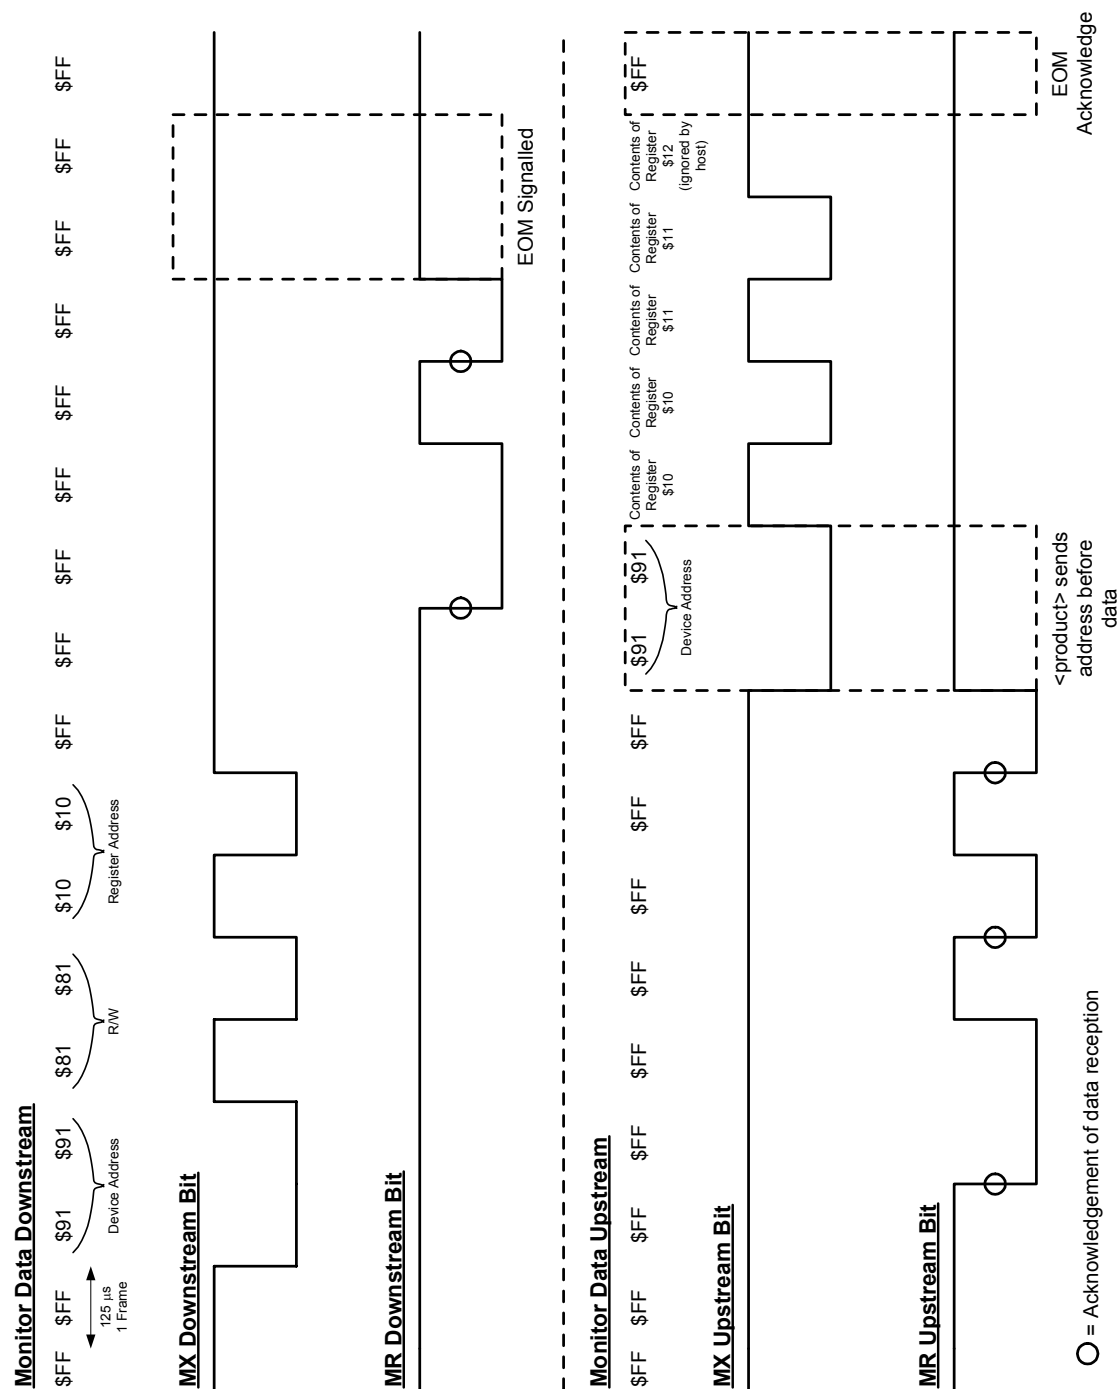 Monitor Data Downstream
$FF $FF $91 $91 $81 $81 $10 $10 $FF $FF $FF $FF $FF $FF $FF $FF $FF
125 µs
1 Frame
Device Address
R/W
Register Address
MX Downstream Bit
MR Downstream Bit
EOM Signalled
Monitor Data Upstream
$FF $FF $FF $FF $FF $FF $FF $FF $FF $91 $91
Device Address
Contents of
Register
$10
Contents of
Register
$10
Contents of
Register
$11
Contents of
Register
$11
Contents of
Register
$12
(ignored by
host)
$FF
MX Upstream Bit
MR Upstream Bit
<product> sends
address before
data
EOM
Acknowledge
= Acknowledgement of data reception